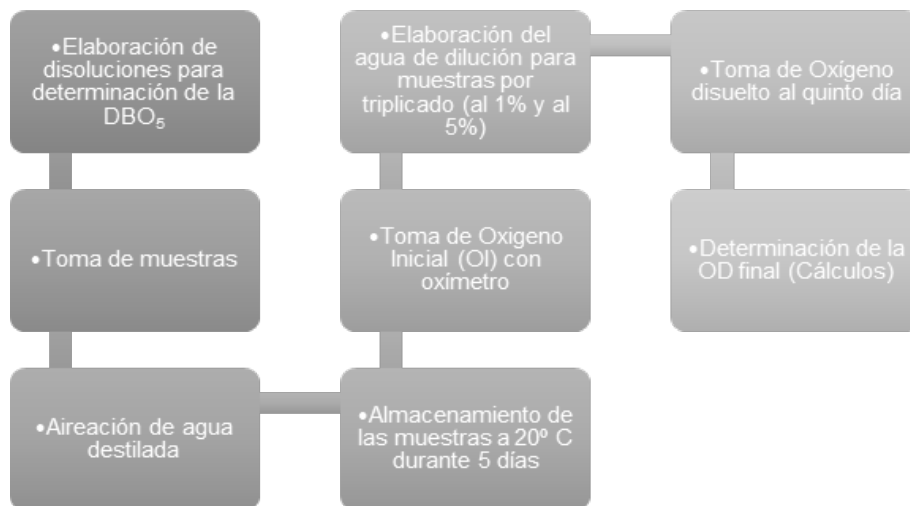 •Elaboración de
disoluciones para
determinación de la
DBO₅
•Toma de muestras
•Aireación de agua
destilada
•Almacenamiento de
las muestras a 20º C
durante 5 días
•Toma de Oxigeno
Inicial (OI) con
oxímetro
•Elaboración del
agua de dilución para
muestras por
triplicado (al 1% y al
5%)
•Toma de Oxígeno
disuelto al quinto día
•Determinación de la
OD final (Cálculos)